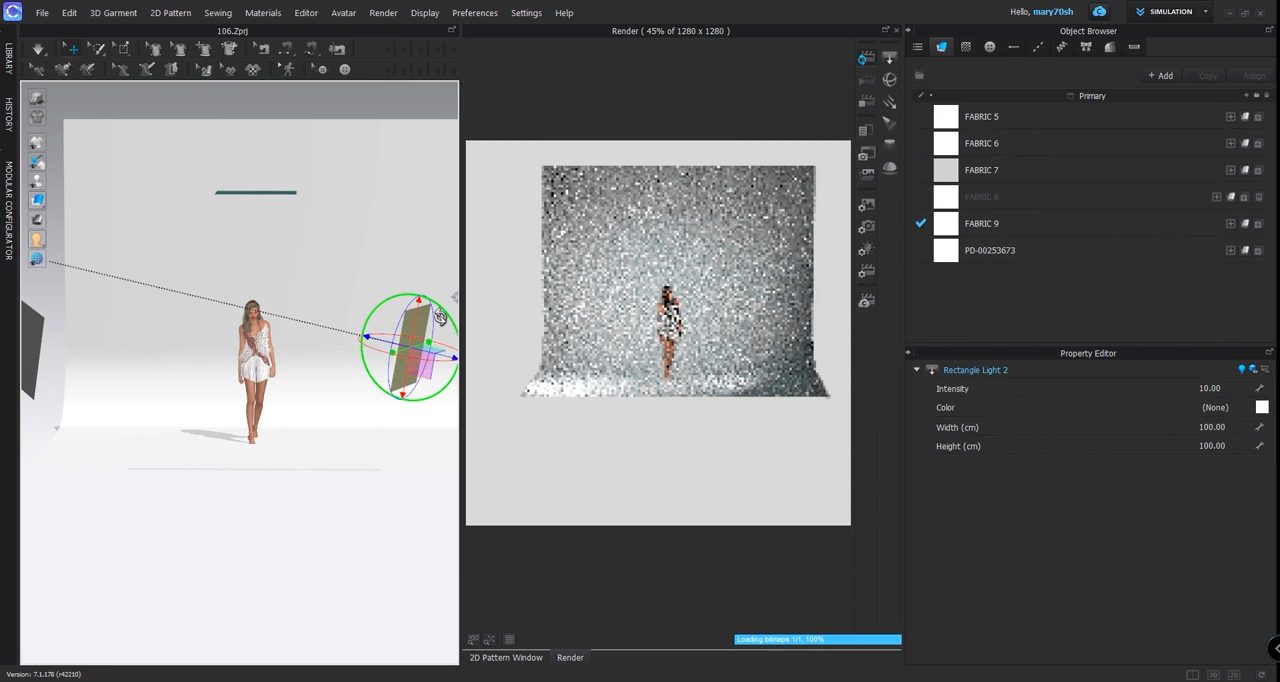 File Edit 3D Garment 2D Pattern Sewing Materials Editor Avatar Render Display Preferences Settings Help
Hello, mary70sh
SIMULATION
106.Zprj
Render ( 45% of 1280 x 1280 )
Object Browser
LIBRARY
HISTORY
MODULAR CONFIGURATOR
+ Add Copy Assign
Primary
FABRIC 5
FABRIC 6
FABRIC 7
FABRIC 8
FABRIC 9
PD-00253673
Property Editor
Rectangle Light 2
Intensity 10.00
Color (None)
Width (cm) 100.00
Height (cm) 100.00
Loading bitmaps 1/1, 100%
2D Pattern Window Render
Version: 7.1.178 (r42210)
3D 2D